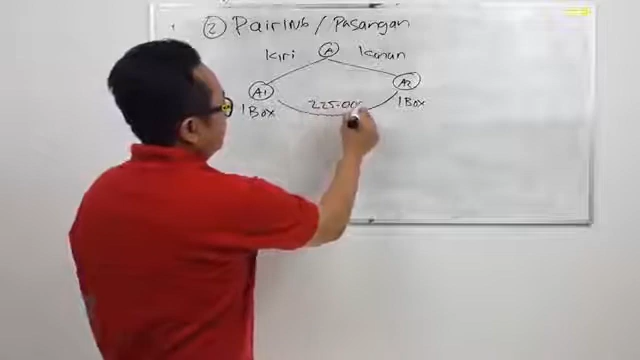 ② Pairing / Pasangan
Kiri A Kanan
A1 A2
1 Box 225.000 1 Box